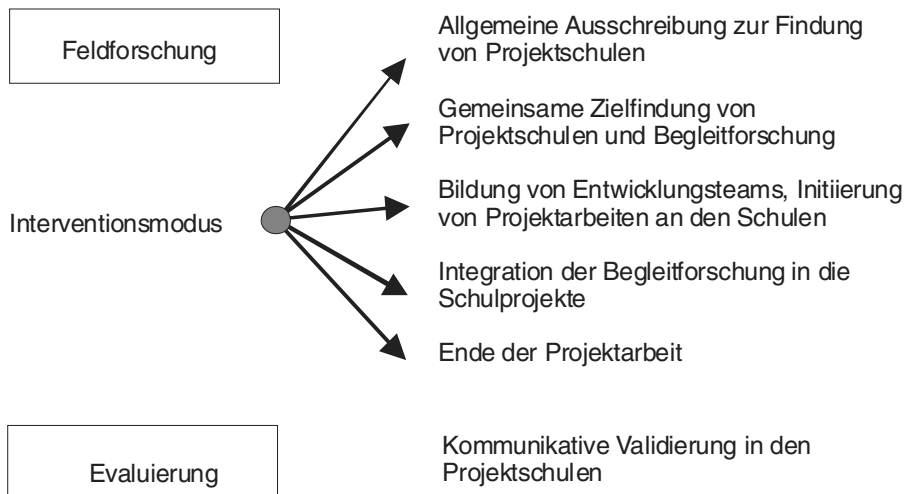 Feldforschung
Allgemeine Ausschreibung zur Findung
von Projektschulen
Gemeinsame Zielfindung von
Projektschulen und Begleitforschung
Interventionsmodus
Bildung von Entwicklungsteams, Initiierung
von Projektarbeiten an den Schulen
Integration der Begleitforschung in die
Schulprojekte
Ende der Projektarbeit
Evaluierung
Kommunikative Validierung in den
Projektschulen